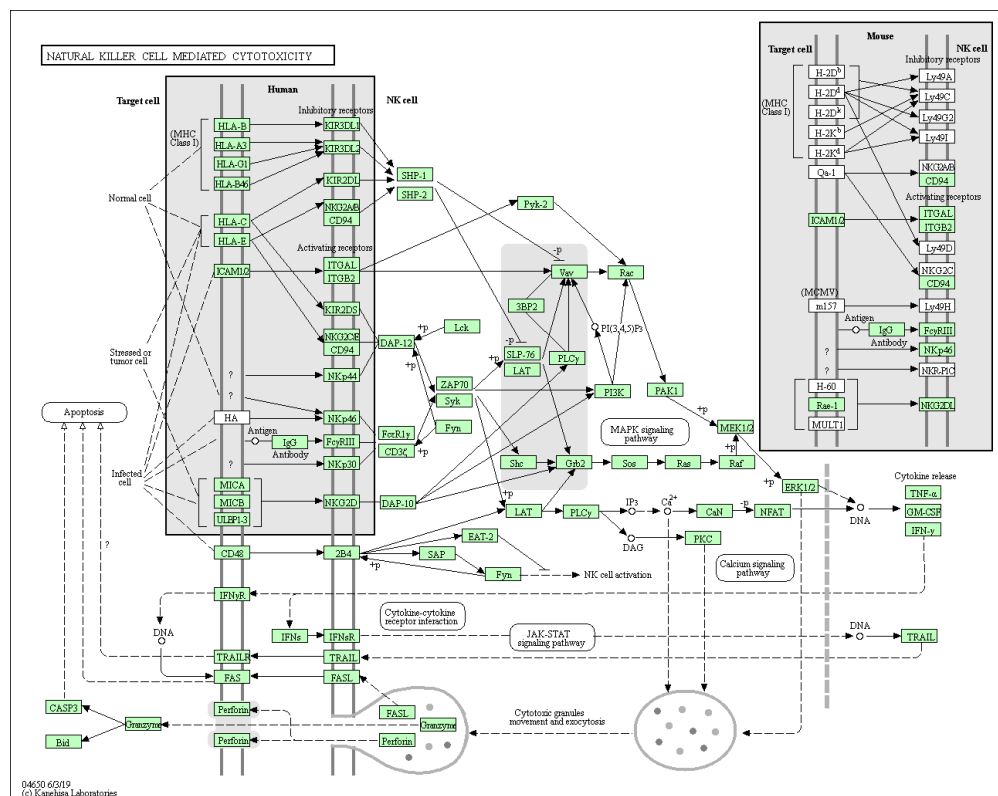 NATURAL KILLER CELL MEDIATED CYTOTOXICITY
Target cell
Human
NK cell
Inhibitory receptors
(MHC
Class I)
HLA-B
HLA-A3
HLA-G1
HLA-B46
KIR3DL1
KIR3DL2
KIR2DL
NKG2A/B
CD94
SHP-1
SHP-2
Normal cell
HLA-C
HLA-E
Activating receptors
ICAM1/2
ITGAL
ITGB2
KIR2DS
NKG2C/E
CD94
Pyk-2
-p
Vav
Rac
3BP2
PI(3,4,5)P3
Lck
+p
DAP-12
+p
-p
SLP-76
LAT
PLCγ
Stressed or
tumor cell
?
NKp44
ZAP70
Syk
+p
PI3K
PAK1
Apoptosis
?
HA
NKp46
Antigen
IgG
Antibody
FcγRIII
?
NKp30
FcεR1γ
CD3ζ
Fyn
+p
MAPK signaling
pathway
+p
MEK1/2
+p
Shc
Grb2
Sos
Ras
Raf
Infected
cell
MICA
MICB
ULBP1-3
NKG2D
DAP-10
+p
LAT
PLCγ
IP3
Ca2+
CaN
-p
NFAT
+p
ERK1/2
DNA
Cytokine release
TNF-α
GM-CSF
IFN-γ
DAG
PKC
Calcium signaling
pathway
?
CD48
2B4
+p
EAT-2
SAP
Fyn
NK cell activation
IFNγR
DNA
IFNs
IFNsR
Cytokine-cytokine
receptor interaction
JAK-STAT
signaling pathway
DNA
TRAIL
TRAILR
TRAIL
FAS
FASL
CASP3
Bid
Granzyme
Perforin
Perforin
FASL
Granzyme
Perforin
Cytotoxic granules
movement and exocytosis
Mouse
Target cell
NK cell
Inhibitory receptors
(MHC
Class I)
H-2Db
H-2Dd
H-2Dk
H-2Kb
H-2Kd
Qa-1
Ly49A
Ly49C
Ly49G2
Ly49I
NKG2A/B
CD94
Activating receptors
ICAM1/2
ITGAL
ITGB2
Ly49D
NKG2C
CD94
(MCMV)
m157
Ly49H
Antigen
IgG
Antibody
FcγRIII
?
NKp46
?
NKR-P1C
H-60
Rae-1
MULT1
NKG2DL
04650 6/3/19
(c) Kanehisa Laboratories